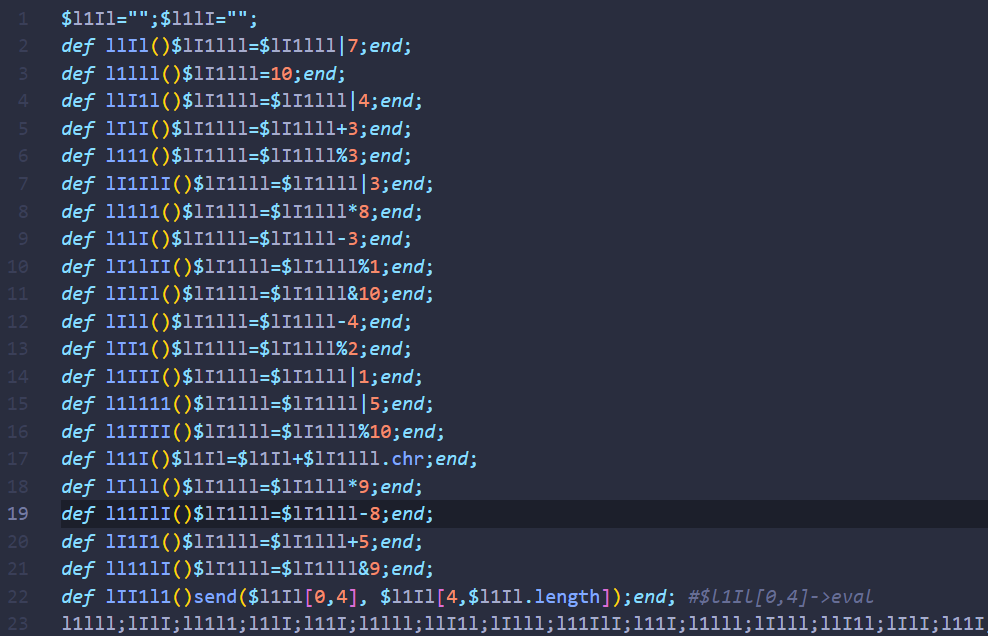 1 $l1Il="";$l1lI="";
2 def llIl()$lI1lll=$lI1lll|7;end;
3 def l1lll()$lI1lll=10;end;
4 def llI1l()$lI1lll=$lI1lll|4;end;
5 def lIlI()$lI1lll=$lI1lll+3;end;
6 def l111()$lI1lll=$lI1lll%3;end;
7 def lI1IlI()$lI1lll=$lI1lll|3;end;
8 def ll1l1()$lI1lll=$lI1lll*8;end;
9 def l1lI()$lI1lll=$lI1lll-3;end;
10 def lI1lII()$lI1lll=$lI1lll%1;end;
11 def lIlIl()$lI1lll=$lI1lll&10;end;
12 def lIll()$lI1lll=$lI1lll-4;end;
13 def lII1()$lI1lll=$lI1lll%2;end;
14 def l1III()$lI1lll=$lI1lll|1;end;
15 def l1l111()$lI1lll=$lI1lll|5;end;
16 def l1IIII()$lI1lll=$lI1lll%10;end;
17 def l11I()$l1Il=$l1Il+$lI1lll.chr;end;
18 def lIlll()$lI1lll=$lI1lll*9;end;
19 def l11IlI()$lI1lll=$lI1lll-8;end;
20 def lI1I1()$lI1lll=$lI1lll+5;end;
21 def ll11lI()$lI1lll=$lI1lll&9;end;
22 def lII1l1()send($l1Il[0,4], $l1Il[4,$l1Il.length]);end; #$l1Il[0,4]->eval
23 l1lll;lIlI;ll1l1;l1lI;l11I;l1lll;llI1l;lIlll;l11IlI;l11I;l1lll;lIlll;llI1l;lIlI;l11I